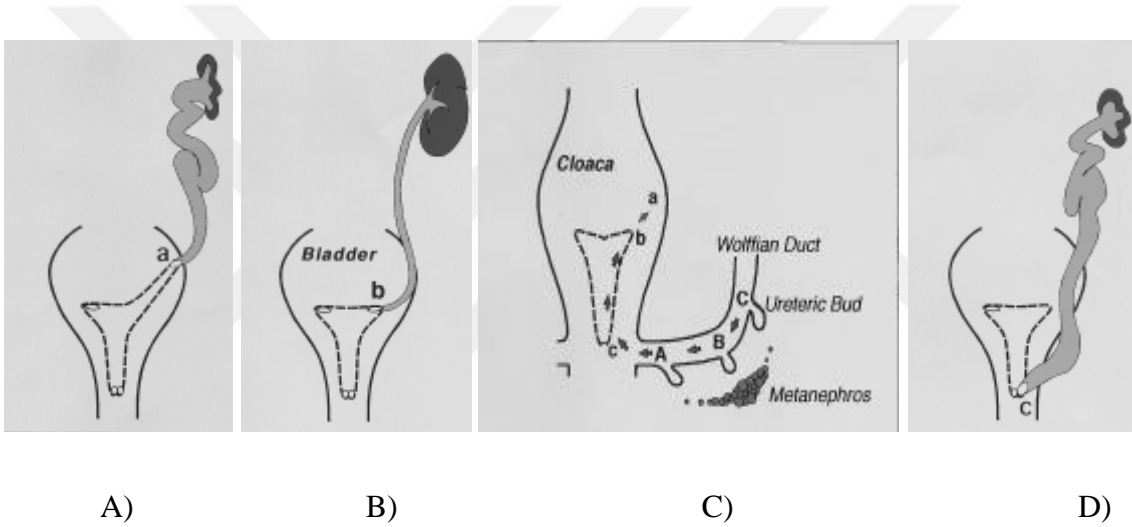 a
Bladder
b
Cloaca
a
b
c
Wolffian Duct
C
Ureteric Bud
B
A
Metanephros
C
A)
B)
C)
D)